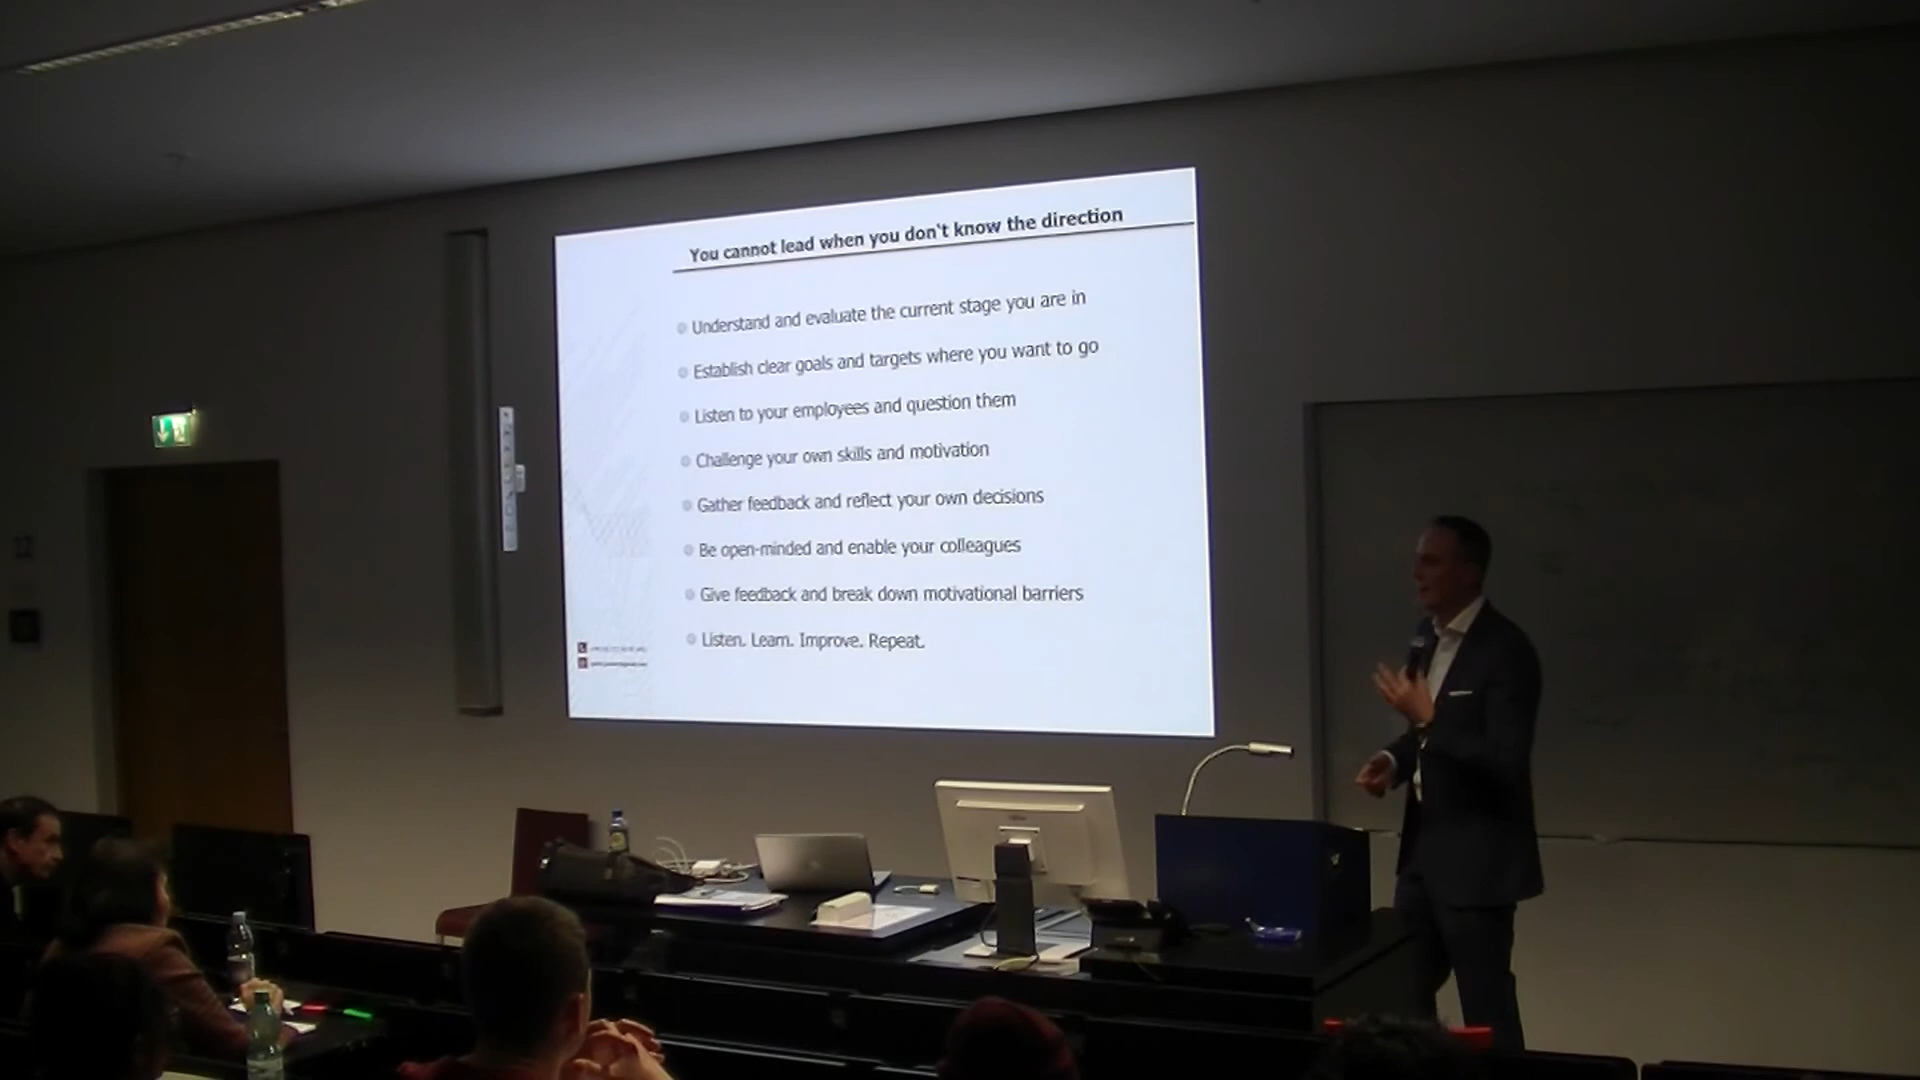 You cannot lead when you don't know the direction
Understand and evaluate the current stage you are in
Establish clear goals and targets where you want to go
Listen to your employees and question them
Challenge your own skills and motivation
Gather feedback and reflect your own decisions
Be open-minded and enable your colleagues
Give feedback and break down motivational barriers
Listen. Learn. Improve. Repeat.